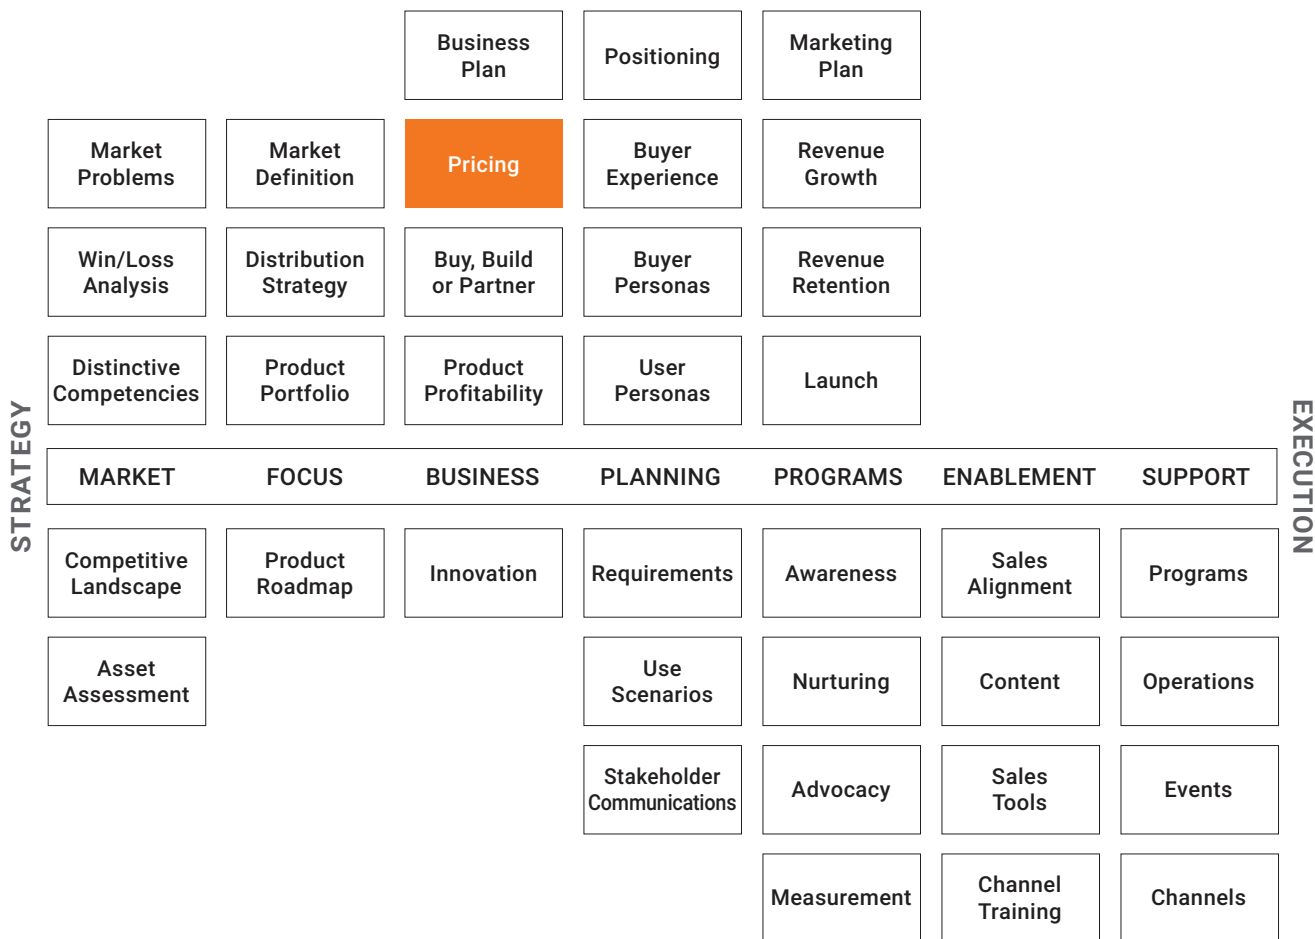 Business
Plan
Positioning
Marketing
Plan
Market
Problems
Market
Definition
Pricing
Buyer
Experience
Revenue
Growth
Win/Loss
Analysis
Distribution
Strategy
Buy, Build
or Partner
Buyer
Personas
Revenue
Retention
Distinctive
Competencies
Product
Portfolio
Product
Profitability
User
Personas
Launch
STRATEGY
MARKET
FOCUS
BUSINESS
PLANNING
PROGRAMS
ENABLEMENT
SUPPORT
EXECUTION
Competitive
Landscape
Product
Roadmap
Innovation
Requirements
Awareness
Sales
Alignment
Programs
Asset
Assessment
Use
Scenarios
Nurturing
Content
Operations
Stakeholder
Communications
Advocacy
Sales
Tools
Events
Measurement
Channel
Training
Channels